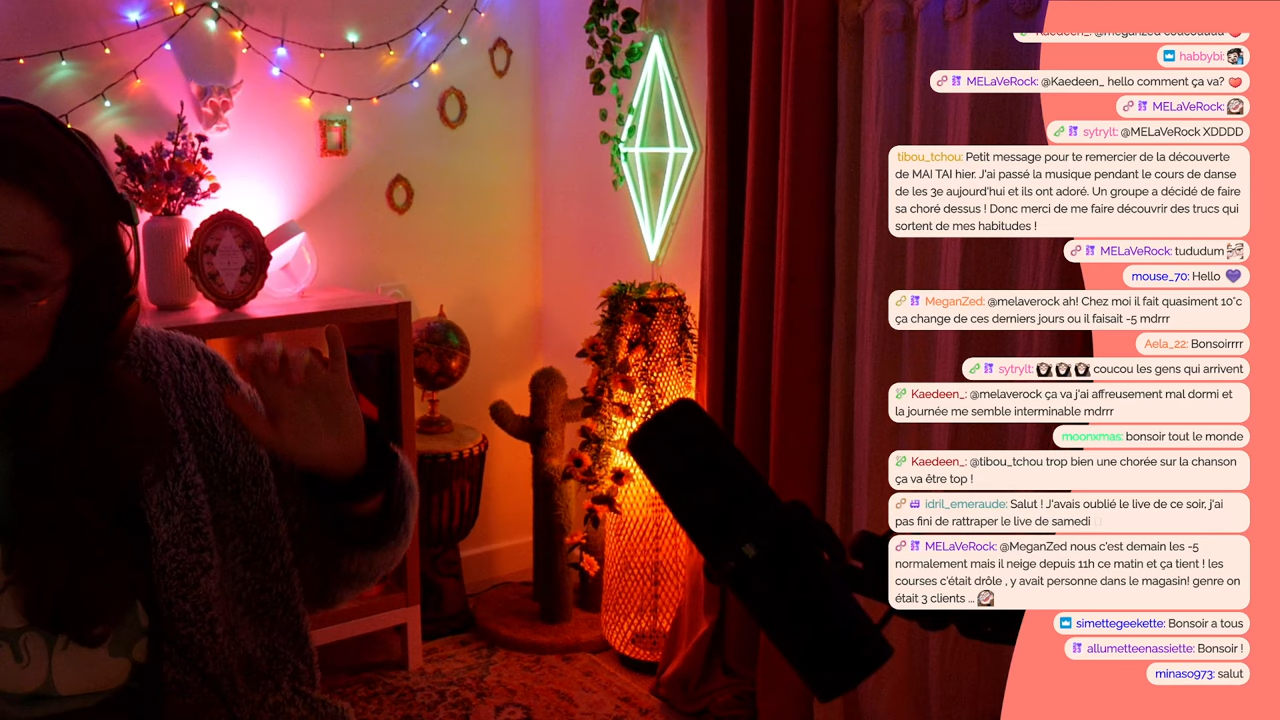 Kaedeen_: @meganzed coucouuuu
habbybi:
MELaVeRock: @Kaedeen_ hello comment ça va?
MELaVeRock:
sytrylt: @MELaVeRock XDDDD
tibou_tchou: Petit message pour te remercier de la découverte
de MAI TAI hier. J'ai passé la musique pendant le cours de danse
de les 3e aujourd'hui et ils ont adoré. Un groupe a décidé de faire
sa choré dessus ! Donc merci de me faire découvrir des trucs qui
sortent de mes habitudes !
MELaVeRock: tududum
mouse_70: Hello
MeganZed: @melaverock ah! Chez moi il fait quasiment 10°c
ça change de ces derniers jours ou il faisait -5 mdrrr
Aela_22: Bonsoirrrr
sytrylt: coucou les gens qui arrivent
Kaedeen_: @melaverock ça va j'ai affreusement mal dormi et
la journée me semble interminable mdrrr
moonxmas: bonsoir tout le monde
Kaedeen_: @tibou_tchou trop bien une chorée sur la chanson
ça va être top !
idril_emeraude: Salut ! J'avais oublié le live de ce soir, j'ai
pas fini de rattraper le live de samedi
MELaVeRock: @MeganZed nous c'est demain les -5
normalement mais il neige depuis 11h ce matin et ça tient ! les
courses c'était drôle , y avait personne dans le magasin! genre on
était 3 clients ...
simettegeekette: Bonsoir a tous
allumetteenassiette: Bonsoir !
minaso973: salut